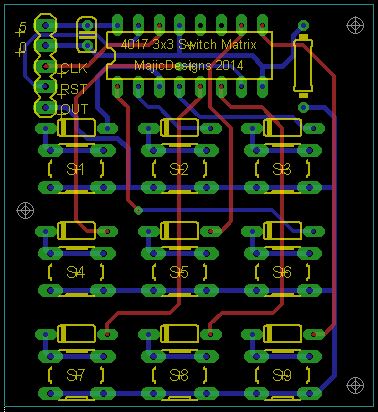 +5
+0
CLK
RST
OUT
4017 3x3 Switch Matrix
MajicDesigns 2014
S1 S2 S3
S4 S5 S6
S7 S8 S9